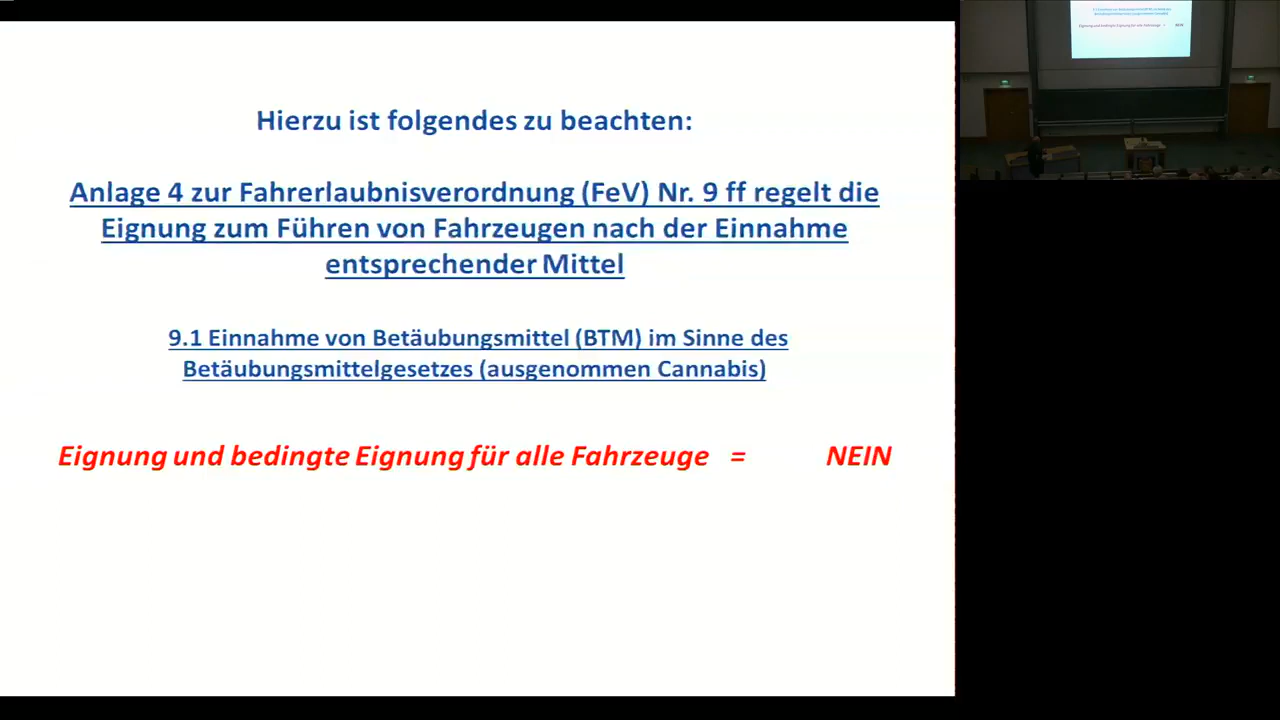 Hierzu ist folgendes zu beachten:
Anlage 4 zur Fahrerlaubnisverordnung (FeV) Nr. 9 ff regelt die
Eignung zum Führen von Fahrzeugen nach der Einnahme
entsprechender Mittel
9.1 Einnahme von Betäubungsmittel (BTM) im Sinne des
Betäubungsmittelgesetzes (ausgenommen Cannabis)
Eignung und bedingte Eignung für alle Fahrzeuge = NEIN